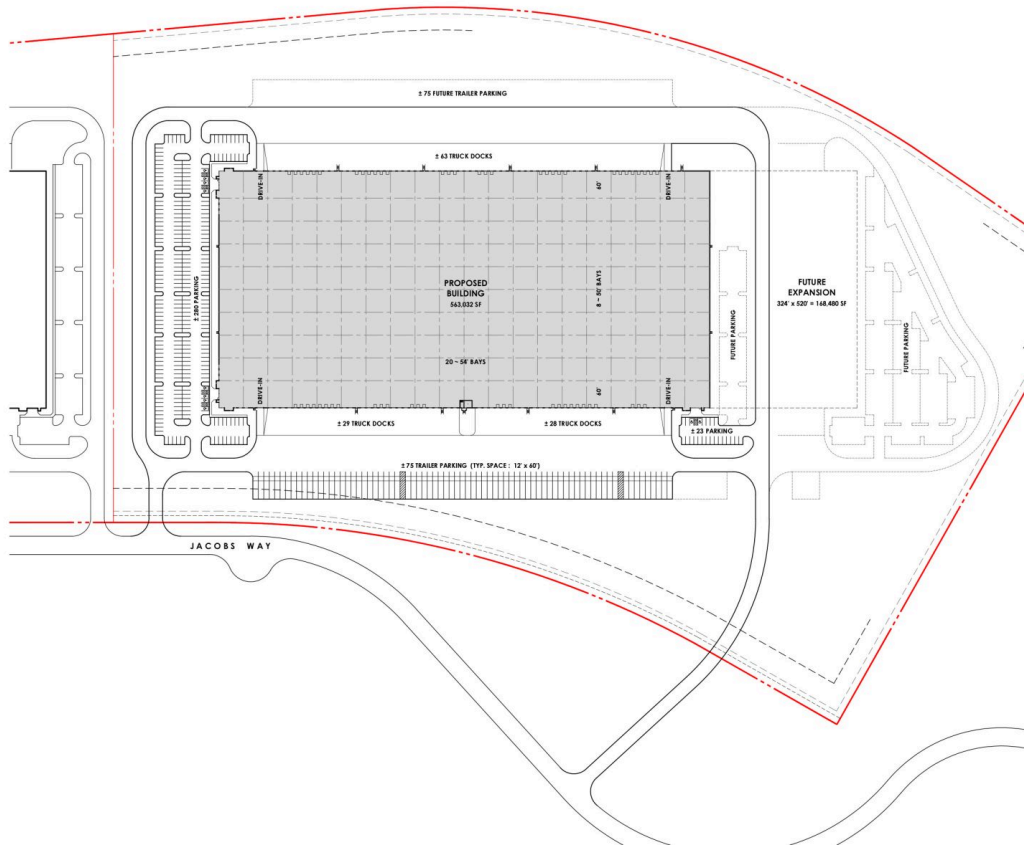 ± 75 FUTURE TRAILER PARKING
± 63 TRUCK DOCKS
DRIVE-IN
60'
DRIVE-IN
± 280 PARKING
PROPOSED
BUILDING
563,032 SF
8 ~ 50' BAYS
FUTURE
EXPANSION
324' x 520' = 168,480 SF
FUTURE PARKING
FUTURE PARKING
20 ~ 54' BAYS
DRIVE-IN
60'
DRIVE-IN
± 29 TRUCK DOCKS
± 28 TRUCK DOCKS
± 23 PARKING
± 75 TRAILER PARKING (TYP. SPACE : 12' x 60')
JACOBS WAY